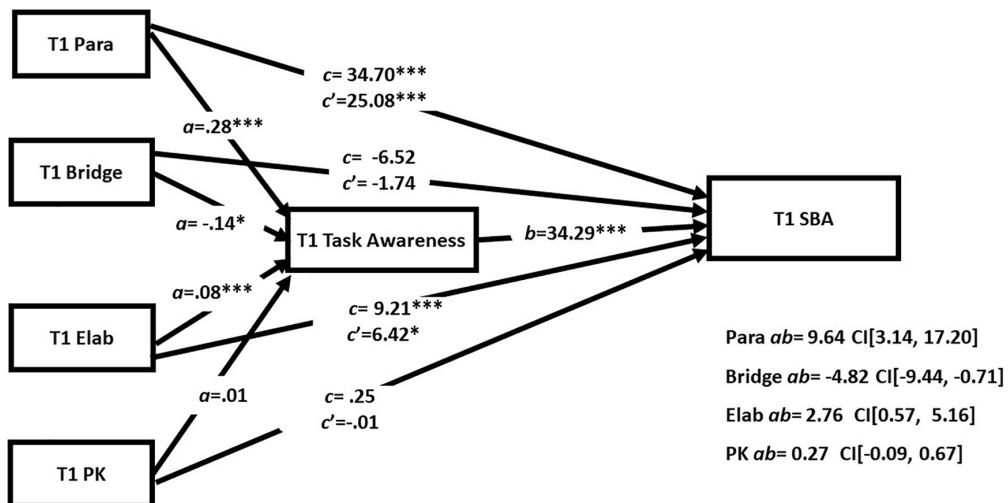 T1 Para
c= 34.70***
c'=25.08***
a=.28***
T1 Bridge
c= -6.52
c'= -1.74
a= -.14*
T1 Task Awareness
b=34.29***
T1 SBA
a=.08***
c= 9.21***
c'=6.42*
T1 Elab
a=.01
c= .25
c'=-.01
T1 PK
Para ab= 9.64 CI[3.14, 17.20]
Bridge ab= -4.82 CI[-9.44, -0.71]
Elab ab= 2.76 CI[0.57, 5.16]
PK ab= 0.27 CI[-0.09, 0.67]